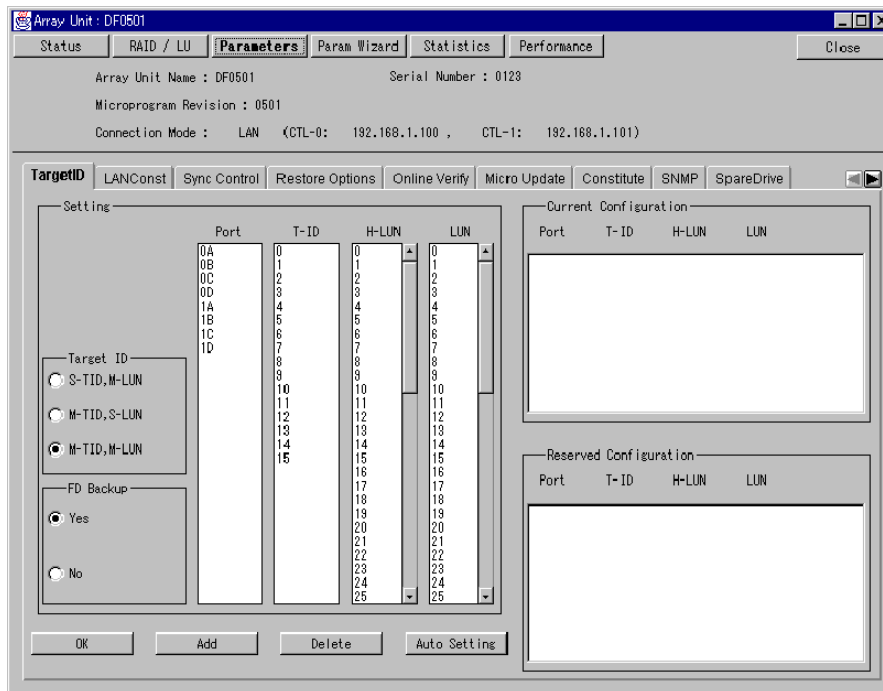 Array Unit : DF0501
Status RAID / LU Parameters Param Wizard Statistics Performance Close
Array Unit Name : DF0501 Serial Number : 0123
Microprogram Revision : 0501
Connection Mode : LAN (CTL-0: 192.168.1.100 , CTL-1: 192.168.1.101)
TargetID LANConst Sync Control Restore Options Online Verify Micro Update Constitute SNMP SpareDrive
Setting
Port T-ID H-LUN LUN
0A 0 0 0
0B 1 1 1
0C 2 2 2
0D 3 3 3
1A 4 4 4
1B 5 5 5
1C 6 6 6
1D 7 7 7
8 8 8
9 9 9
10 10 10
11 11 11
12 12 12
13 13 13
14 14 14
15 15 15
16 16
17 17
18 18
19 19
20 20
21 21
22 22
23 23
24 24
25 25
Target ID
S-TID,M-LUN
M-TID,S-LUN
M-TID,M-LUN
FD Backup
Yes
No
Current Configuration
Port T-ID H-LUN LUN
Reserved Configuration
Port T-ID H-LUN LUN
OK Add Delete Auto Setting